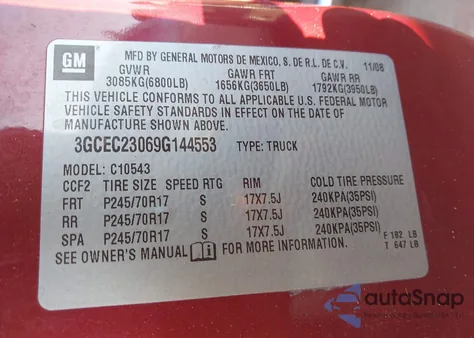 GM
MFD BY GENERAL MOTORS DE MEXICO, S. DE R.L. DE C.V. 11/08
GVWR GAWR FRT GAWR RR
3085KG(6800LB) 1656KG(3650LB) 1792KG(3950LB)
THIS VEHICLE CONFORMS TO ALL APPLICABLE U.S. FEDERAL MOTOR
VEHICLE SAFETY STANDARDS IN EFFECT ON THE DATE OF
MANUFACTURE SHOWN ABOVE.
3GCEC23069G144553 TYPE: TRUCK
MODEL: C10543
CCF2 TIRE SIZE SPEED RTG RIM COLD TIRE PRESSURE
FRT P245/70R17 S 17X7.5J 240KPA(35PSI)
RR P245/70R17 S 17X7.5J 240KPA(35PSI)
SPA P245/70R17 S 17X7.5J 240KPA(35PSI)
SEE OWNER'S MANUAL FOR MORE INFORMATION.
F 182 LB
T 647 LB
autoSnap